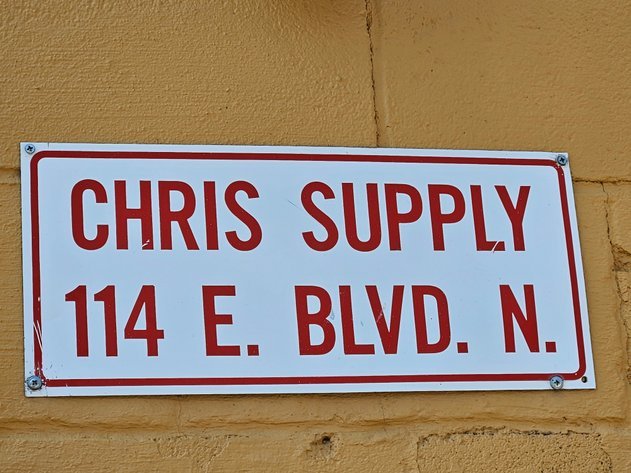 CHRIS SUPPLY
114 E. BLVD. N.